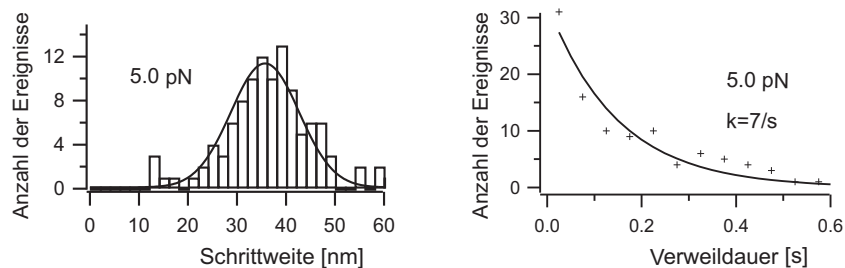 Anzahl der Ereignisse
12
8
4
0
5.0 pN
0 10 20 30 40 50 60
Schrittweite [nm]
Anzahl der Ereignisse
30
20
10
0
5.0 pN
k=7/s
0.0 0.2 0.4 0.6
Verweildauer [s]